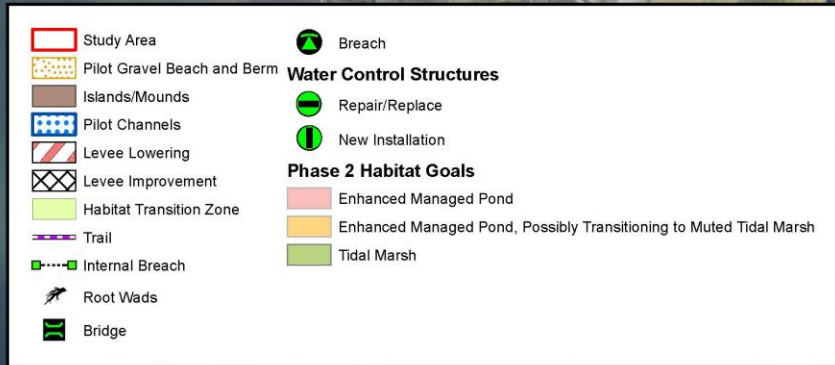 Study Area
Pilot Gravel Beach and Berm
Islands/Mounds
Pilot Channels
Levee Lowering
Levee Improvement
Habitat Transition Zone
Trail
Internal Breach
Root Wads
Bridge
Breach
Water Control Structures
Repair/Replace
New Installation
Phase 2 Habitat Goals
Enhanced Managed Pond
Enhanced Managed Pond, Possibly Transitioning to Muted Tidal Marsh
Tidal Marsh